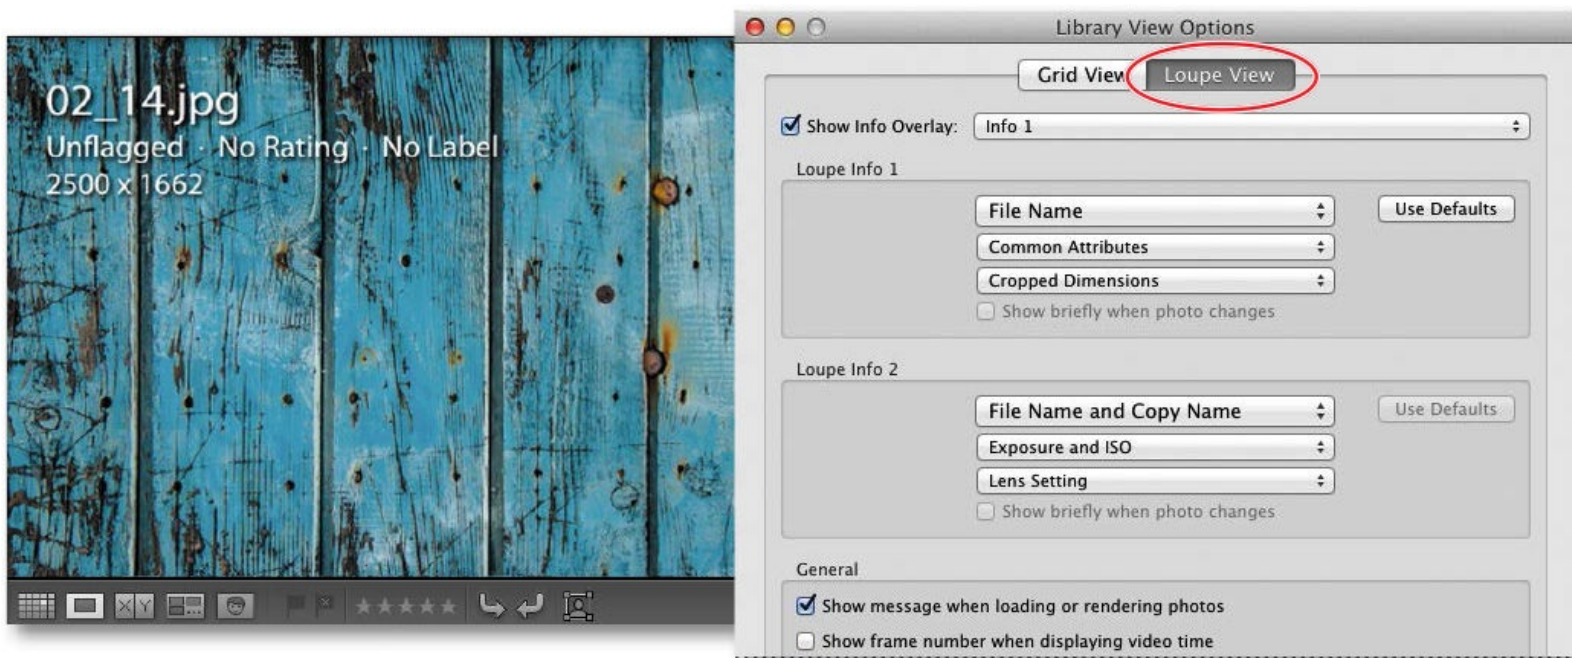 02_14.jpg
Unflagged · No Rating · No Label
2500 x 1662
X Y
Library View Options
Grid View Loupe View
Show Info Overlay: Info 1
Loupe Info 1
File Name Use Defaults
Common Attributes
Cropped Dimensions
Show briefly when photo changes
Loupe Info 2
File Name and Copy Name Use Defaults
Exposure and ISO
Lens Setting
Show briefly when photo changes
General
Show message when loading or rendering photos
Show frame number when displaying video time